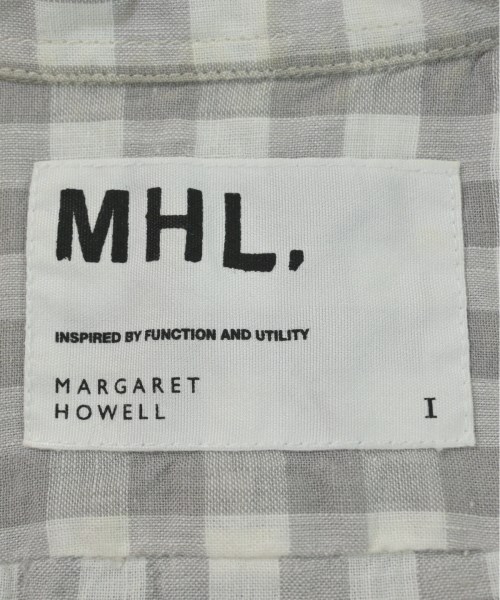 MHL.
INSPIRED BY FUNCTION AND UTILITY
MARGARET
HOWELL
I